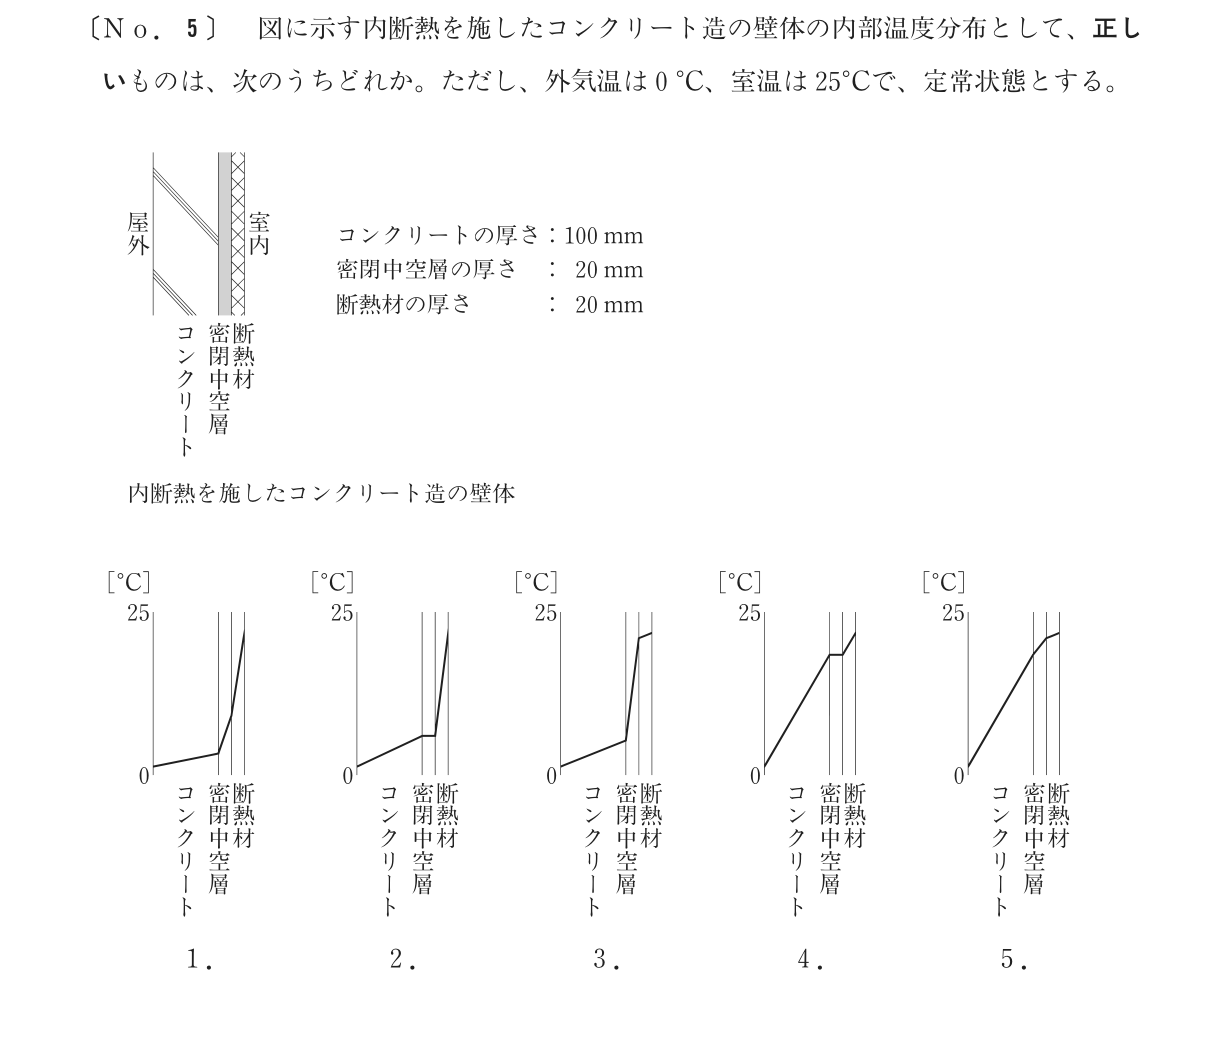 〔No. 5〕 図に示す内断熱を施したコンクリート造の壁体の内部温度分布として、正し
いものは、次のうちどれか。ただし、外気温は0℃、室温は25℃で、定常状態とする。
屋外
室内
コンクリートの厚さ：100 mm
密閉中空層の厚さ ： 20 mm
断熱材の厚さ ： 20 mm
コンクリート
密閉中空層
断熱材
内断熱を施したコンクリート造の壁体
[℃]
25
0
コンクリート
密閉中空層
断熱材
1．
[℃]
25
0
コンクリート
密閉中空層
断熱材
2．
[℃]
25
0
コンクリート
密閉中空層
断熱材
3．
[℃]
25
0
コンクリート
密閉中空層
断熱材
4．
[℃]
25
0
コンクリート
密閉中空層
断熱材
5．